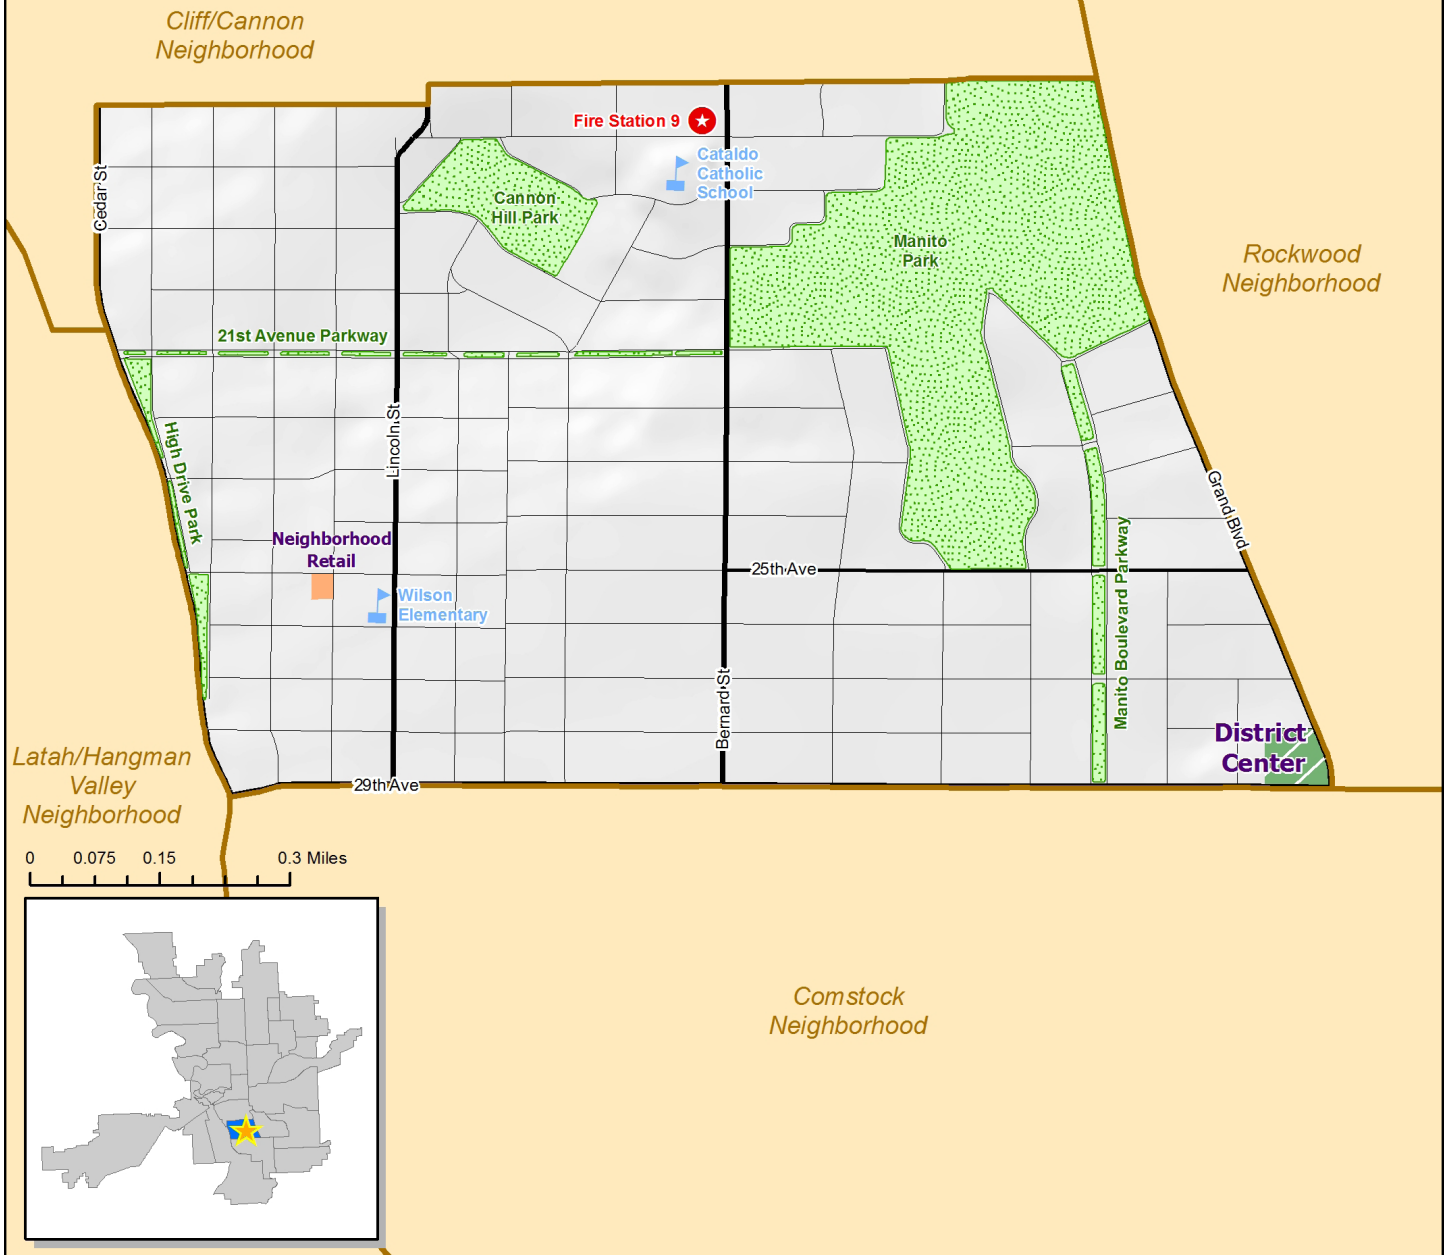 Cliff/Cannon
Neighborhood
Fire Station 9
Cataldo
Catholic
School
Cedar St
Cannon
Hill Park
Manito
Park
Rockwood
Neighborhood
21st Avenue Parkway
High Drive Park
Lincoln St
Grand Blvd
Neighborhood
Retail
25th Ave
Wilson
Elementary
Manito Boulevard Parkway
Bernard St
District
Center
Latah/Hangman
Valley
Neighborhood
29th Ave
0 0.075 0.15 0.3 Miles
Comstock
Neighborhood